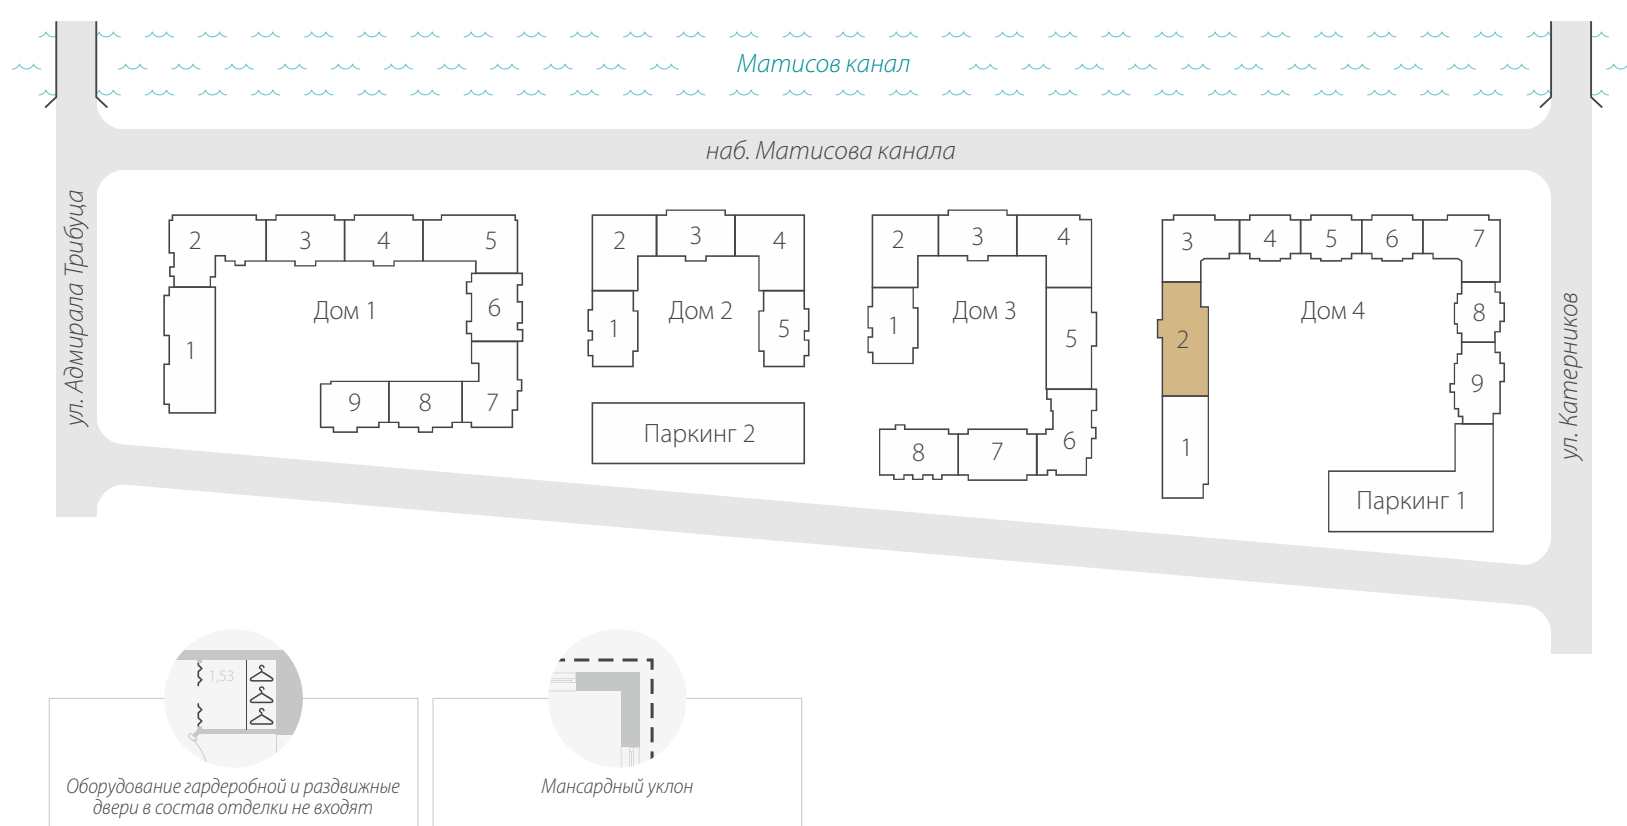 Матисов канал
наб. Матисова канала
ул. Адмирала Трибуца
2
3
4
5
6
1
9
8
7
Дом 1
2
3
4
1
5
Дом 2
Паркинг 2
2
3
4
1
5
6
8
7
Дом 3
3
4
5
6
7
2
8
9
1
Дом 4
Паркинг 1
ул. Катерников
1,53
Оборудование гардеробной и раздвижные
двери в состав отделки не входят
Мансардный уклон